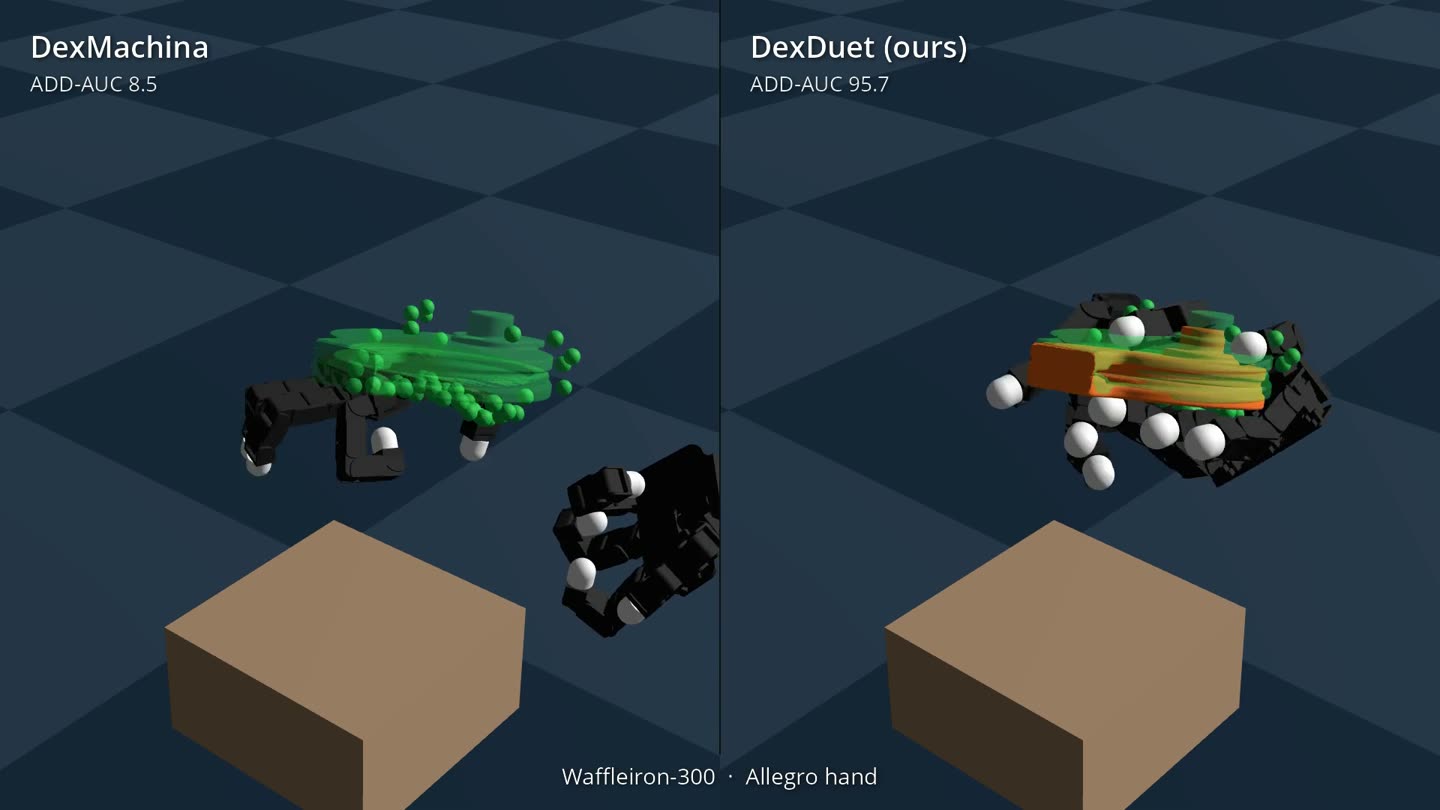 DexMachina
ADD-AUC 8.5
DexDuet (ours)
ADD-AUC 95.7
Waffleiron-300 · Allegro hand